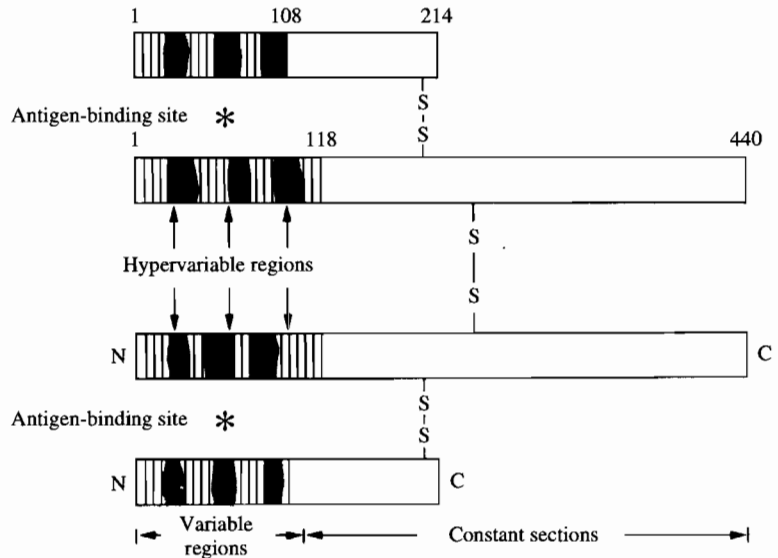 1 108 214
S
Antigen-binding site *
S
1 118 440
S
Hypervariable regions
S
N C
S
Antigen-binding site *
S
N C
Variable
regions
Constant sections